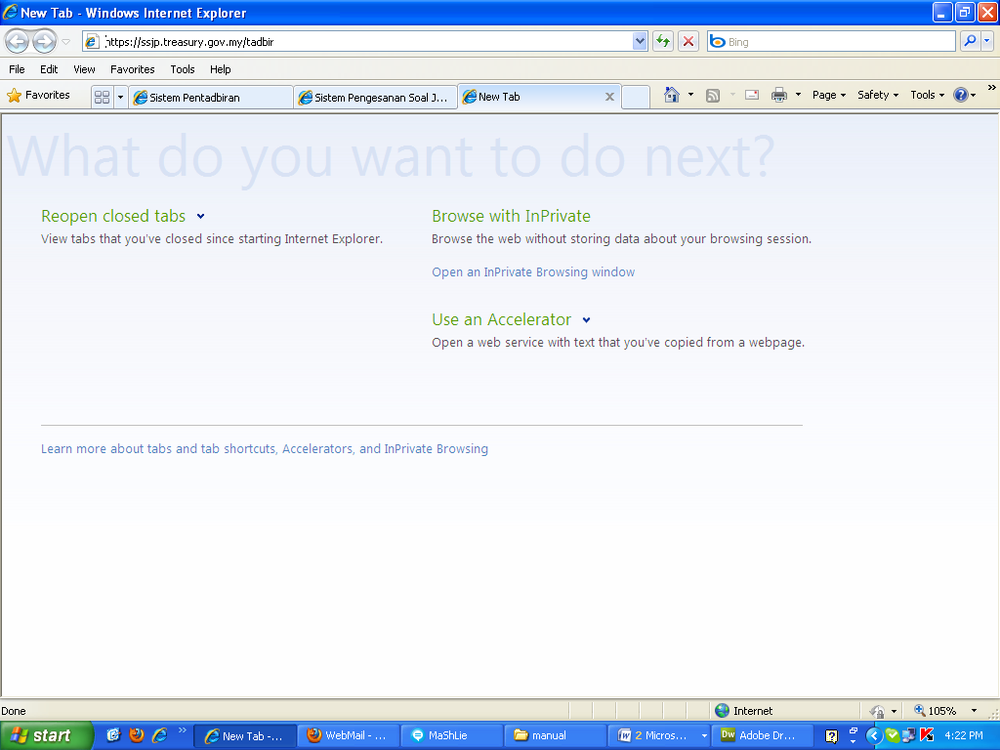 New Tab - Windows Internet Explorer
https://ssjp.treasury.gov.my/tadbir
Bing
File Edit View Favorites Tools Help
Favorites Sistem Pentadbiran Sistem Pengesanan Soal J... New Tab Page Safety Tools
What do you want to do next?
Reopen closed tabs
View tabs that you've closed since starting Internet Explorer.
Browse with InPrivate
Browse the web without storing data about your browsing session.
Open an InPrivate Browsing window
Use an Accelerator
Open a web service with text that you've copied from a webpage.
Learn more about tabs and tab shortcuts, Accelerators, and InPrivate Browsing
Done Internet 105%
start New Tab -... WebMail - ... MaShLie manual 2 Micros... Adobe Dr... 4:22 PM